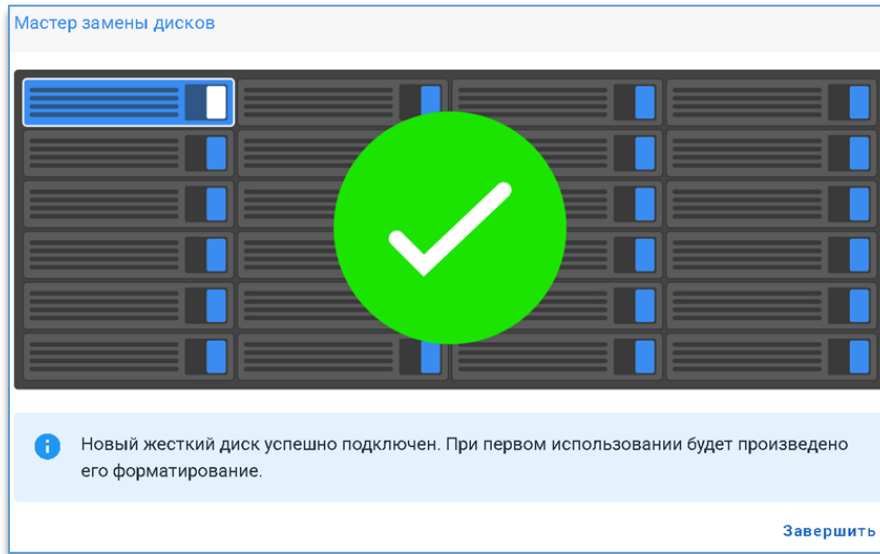 Мастер замены дисков
Новый жесткий диск успешно подключен. При первом использовании будет произведено
его форматирование.
Завершить